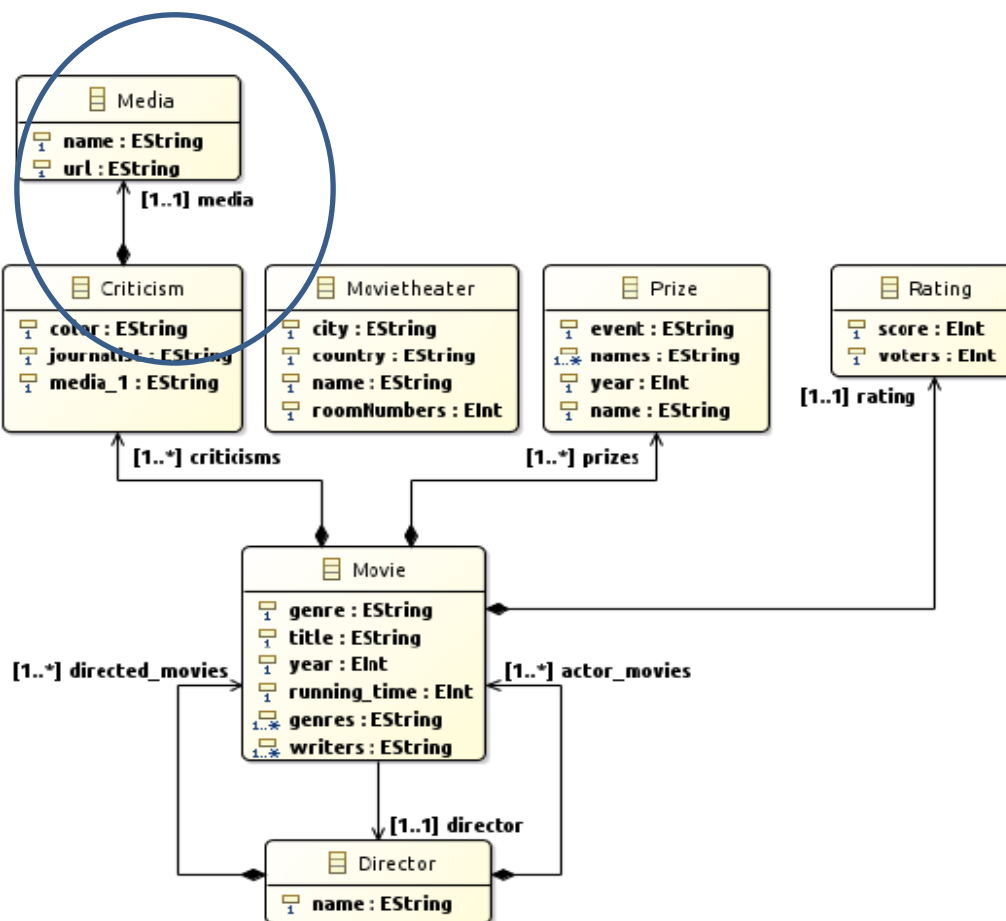 Media
name : EString
url : EString
[1..1] media
Criticism
color : EString
journalist : EString
media_1 : EString
Movietheater
city : EString
country : EString
name : EString
roomNumbers : EInt
Prize
event : EString
names : EString
year : EInt
name : EString
Rating
score : EInt
voters : EInt
[1..1] rating
[1..*] criticisms
[1..*] prizes
Movie
genre : EString
title : EString
year : EInt
running_time : EInt
genres : EString
writers : EString
[1..*] directed_movies
[1..*] actor_movies
[1..1] director
Director
name : EString